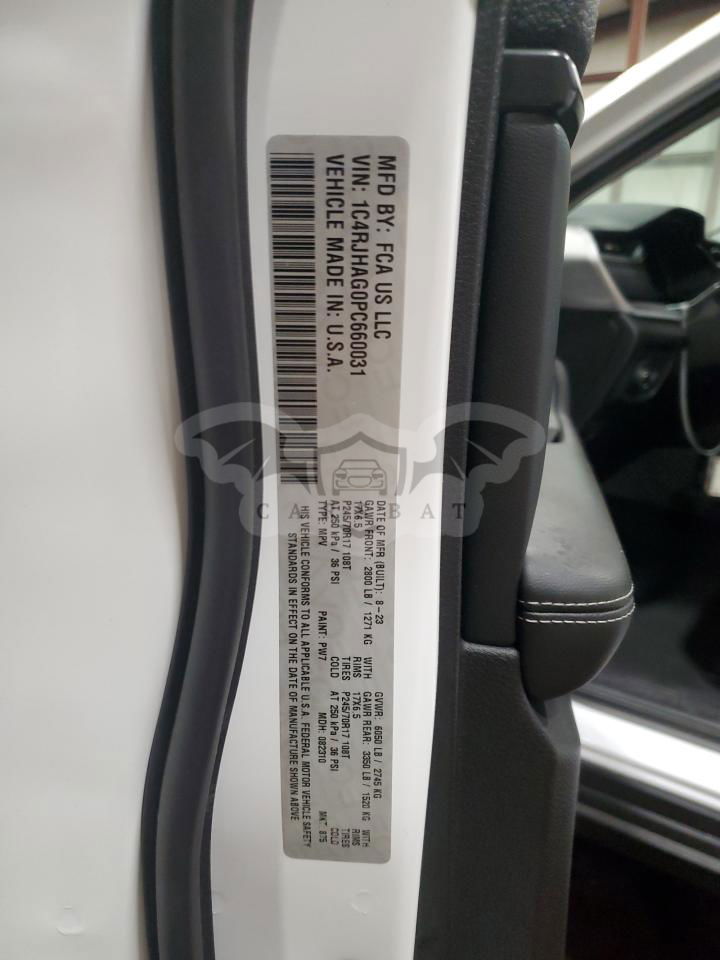 MFD BY: FCA US LLC
VIN: 1C4RJHAG0PC660031
VEHICLE MADE IN: U.S.A.
DATE OF MFR (BUILT): 8-23 GVWR: 6050 LB / 2745 KG
GAWR FRONT: 2800 LB / 1271 KG WITH GAWR REAR: 3350 LB / 1520 KG WITH
17X6.5 RIMS 17X6.5 RIMS
P245/70R17 108T TIRES P245/70R17 108T TIRES
AT 250 kPa / 36 PSI COLD AT 250 kPa / 36 PSI COLD
TYPE: MPV PAINT: PW7 MDH: 082310 MKT: 875
HIS VEHICLE CONFORMS TO ALL APPLICABLE U.S.A. FEDERAL MOTOR VEHICLE SAFETY
STANDARDS IN EFFECT ON THE DATE OF MANUFACTURE SHOWN ABOVE